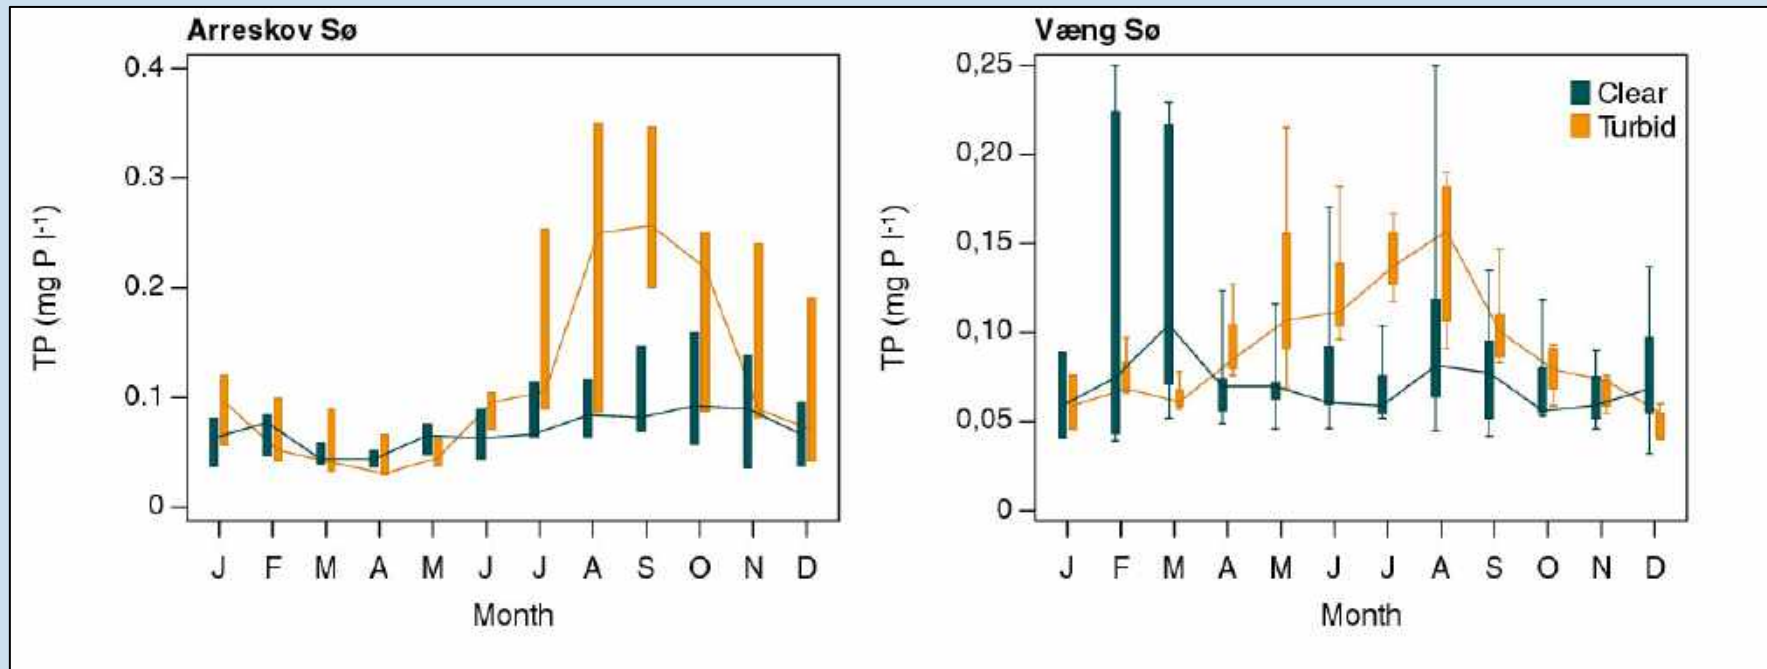 Arreskov Sø
0.4
0.3
0.2
0.1
0
TP (mg P l-1)
J F M A M J J A S O N D
Month
Væng Sø
0,25
0,20
0,15
0,10
0,05
0
TP (mg P l-1)
Clear
Turbid
J F M A M J J A S O N D
Month